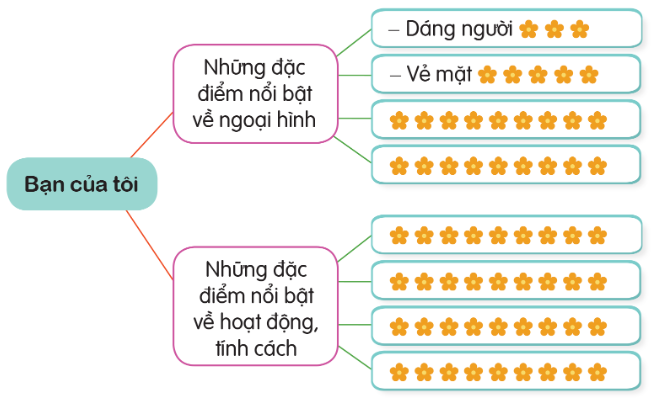 Bạn của tôi
Những đặc
điểm nổi bật
về ngoại hình
– Dáng người
– Vẻ mặt
Những đặc
điểm nổi bật
về hoạt động,
tính cách